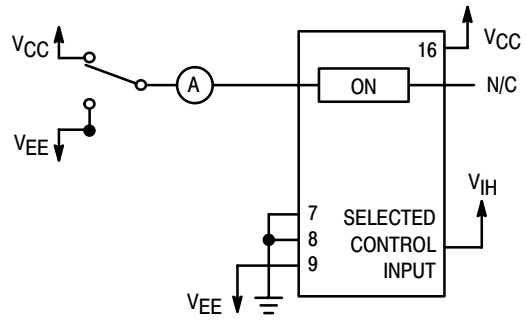 VCC
16
VCC
A
ON
N/C
VEE
VIH
7
SELECTED
8
CONTROL
9
INPUT
VEE